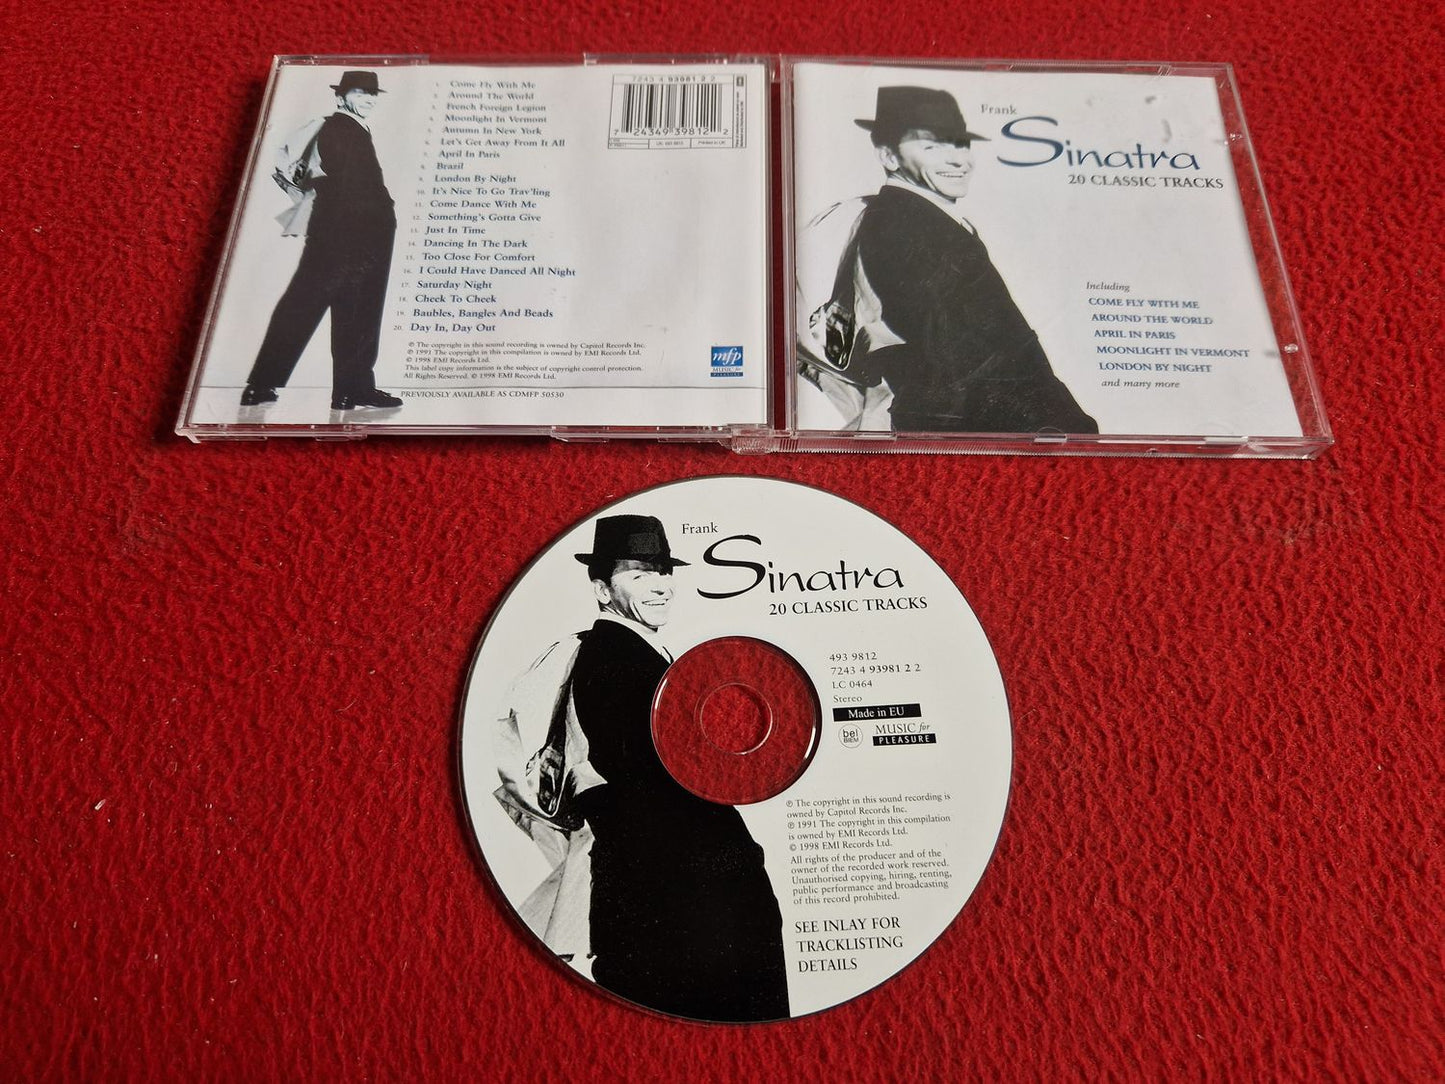 1. Come Fly With Me
2. Around The World
3. French Foreign Legion
4. Moonlight In Vermont
5. Autumn In New York
6. Let's Get Away From It All
7. April In Paris
8. Brazil
9. London By Night
10. It's Nice To Go Trav'ling
11. Come Dance With Me
12. Something's Gotta Give
13. Just In Time
14. Dancing In The Dark
15. Too Close For Comfort
16. I Could Have Danced All Night
17. Saturday Night
18. Cheek To Cheek
19. Baubles, Bangles And Beads
20. Day In, Day Out
℗ The copyright in this sound recording is owned by Capitol Records Inc.
℗ 1991 The copyright in this compilation is owned by EMI Records Ltd.
© 1998 EMI Records Ltd.
This label copy information is the subject of copyright control protection.
All Rights Reserved. © 1998 EMI Records Ltd.
PREVIOUSLY AVAILABLE AS CDMFP 50530
7243 4 93981 2 2
7 24349 39812 2
Printed in UK
mfp
MUSIC for
PLEASURE
Frank
Sinatra
20 CLASSIC TRACKS
Including
COME FLY WITH ME
AROUND THE WORLD
APRIL IN PARIS
MOONLIGHT IN VERMONT
LONDON BY NIGHT
and many more
Frank
Sinatra
20 CLASSIC TRACKS
493 9812
7243 4 93981 2 2
LC 0464
Stereo
Made in EU
bel
BIEM
MUSIC for
PLEASURE
℗ The copyright in this sound recording is
owned by Capitol Records Inc.
℗ 1991 The copyright in this compilation
is owned by EMI Records Ltd.
© 1998 EMI Records Ltd.
All rights of the producer and of the
owner of the recorded work reserved.
Unauthorised copying, hiring, renting,
public performance and broadcasting
of this record prohibited.
SEE INLAY FOR
TRACKLISTING
DETAILS